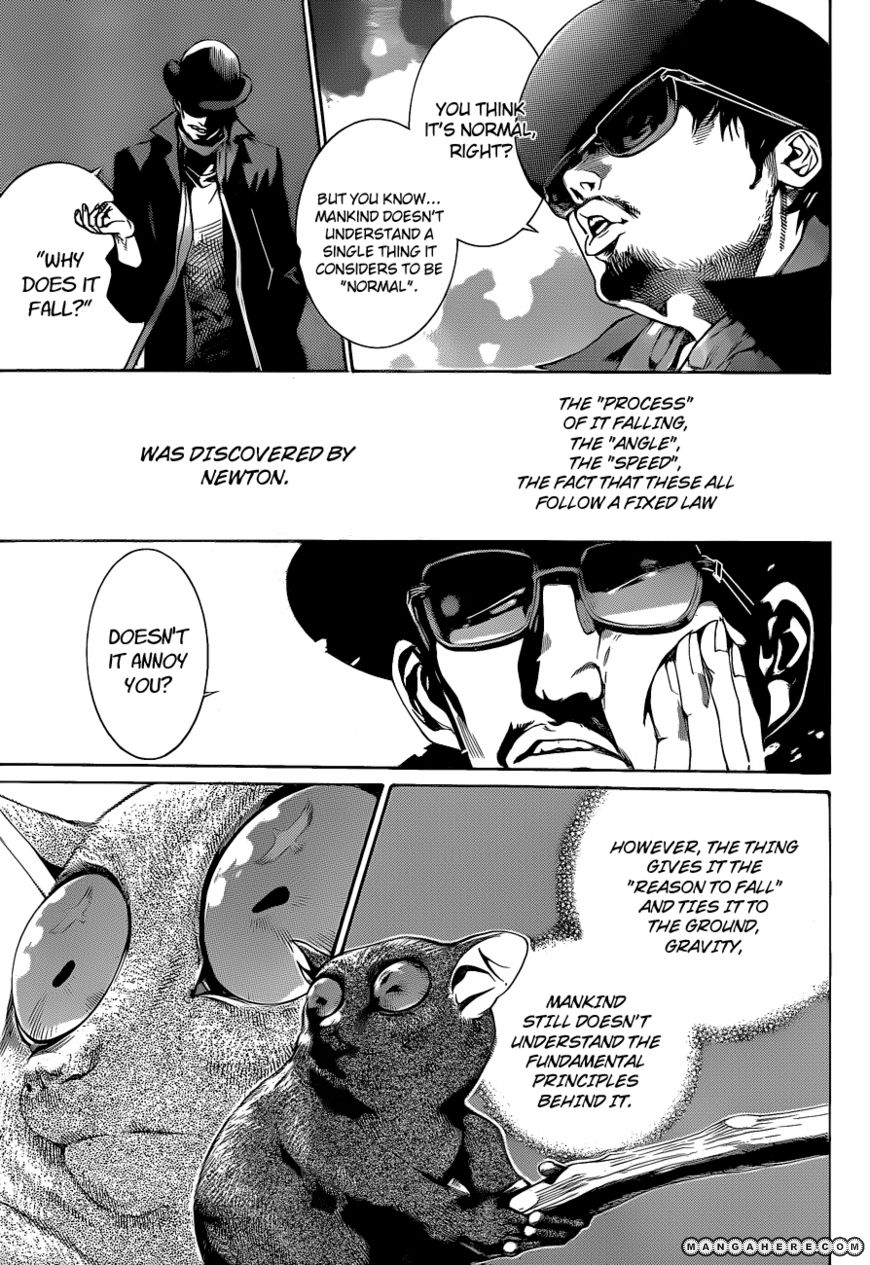 YOU THINK
IT'S NORMAL,
RIGHT?
BUT YOU KNOW...
MANKIND DOESN'T
UNDERSTAND A
SINGLE THING IT
CONSIDERS TO BE
"NORMAL".
"WHY
DOES IT
FALL?"
THE "PROCESS"
OF IT FALLING,
THE "ANGLE",
THE "SPEED",
THE FACT THAT THESE ALL
FOLLOW A FIXED LAW
WAS DISCOVERED BY
NEWTON.
DOESN'T
IT ANNOY
YOU?
HOWEVER, THE THING
GIVES IT THE
"REASON TO FALL"
AND TIES IT TO
THE GROUND,
GRAVITY,
MANKIND
STILL DOESN'T
UNDERSTAND THE
FUNDAMENTAL
PRINCIPLES
BEHIND IT.
MANGAHERE.COM